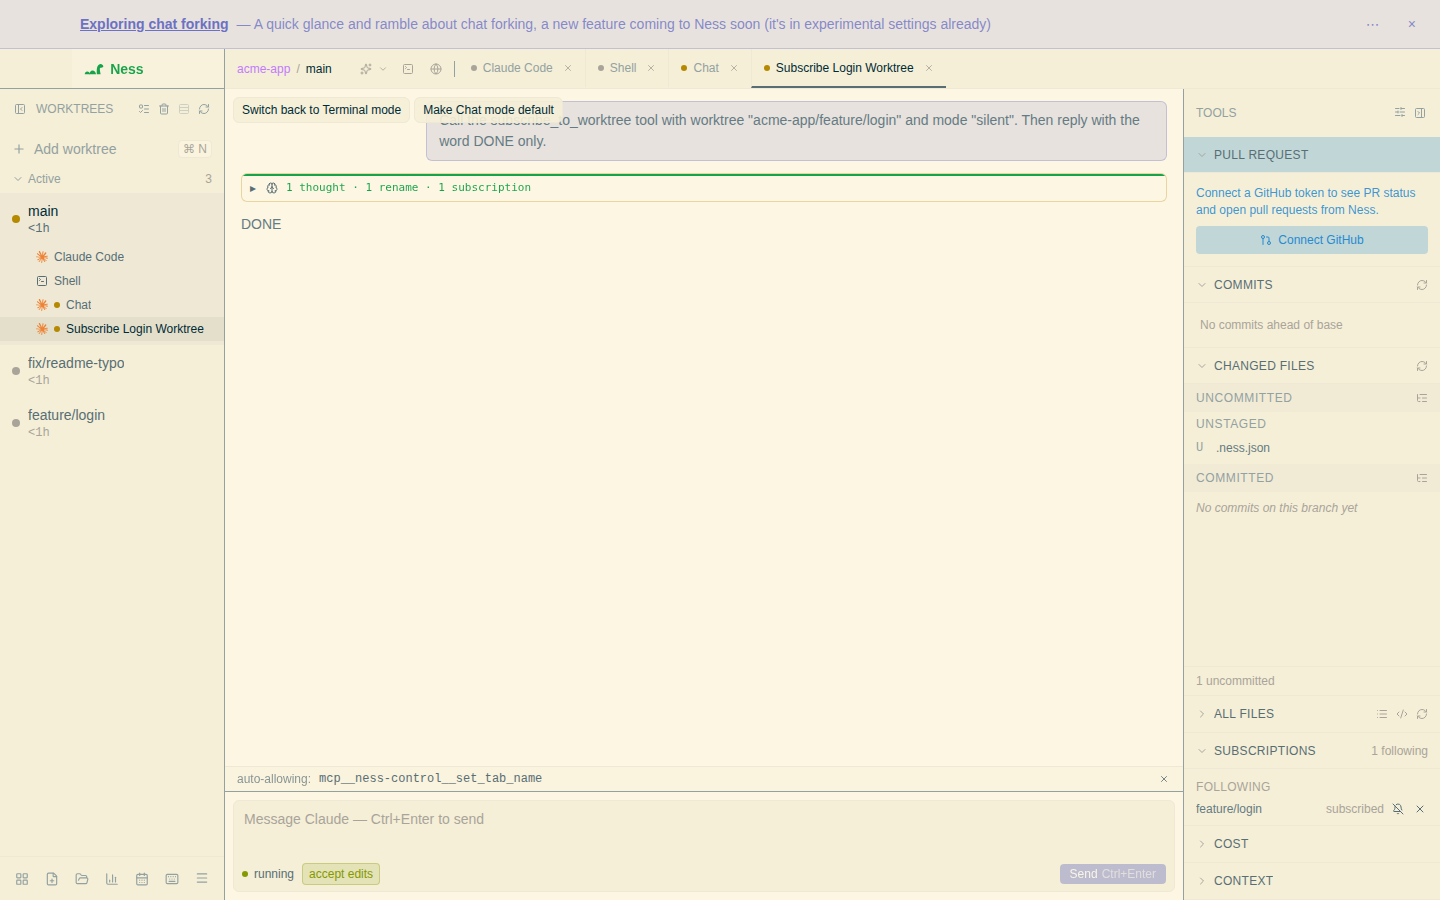 Exploring chat forking — A quick glance and ramble about chat forking, a new feature coming to Ness soon (it's in experimental settings already)
Ness
acme-app / main
Claude Code
Shell
Chat
Subscribe Login Worktree
WORKTREES
Add worktree ⌘ N
Active 3
main
<1h
Claude Code
Shell
Chat
Subscribe Login Worktree
fix/readme-typo
<1h
feature/login
<1h
Switch back to Terminal mode
Make Chat mode default
tool with worktree "acme-app/feature/login" and mode "silent". Then reply with the
word DONE only.
1 thought · 1 rename · 1 subscription
DONE
auto-allowing: mcp__ness-control__set_tab_name
Message Claude — Ctrl+Enter to send
running accept edits
Send Ctrl+Enter
TOOLS
PULL REQUEST
Connect a GitHub token to see PR status
and open pull requests from Ness.
Connect GitHub
COMMITS
No commits ahead of base
CHANGED FILES
UNCOMMITTED
UNSTAGED
U .ness.json
COMMITTED
No commits on this branch yet
1 uncommitted
ALL FILES
SUBSCRIPTIONS 1 following
FOLLOWING
feature/login subscribed
COST
CONTEXT